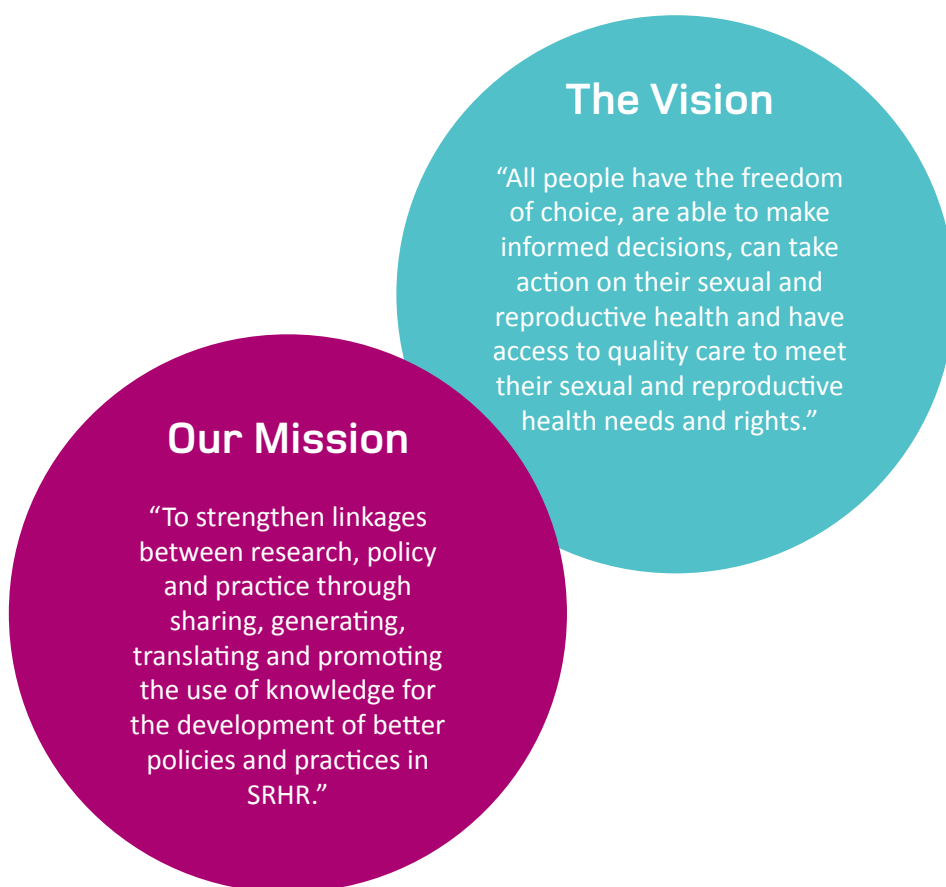 The Vision
“All people have the freedom
of choice, are able to make
informed decisions, can take
action on their sexual and
reproductive health and have
access to quality care to meet
their sexual and reproductive
health needs and rights.”
Our Mission
“To strengthen linkages
between research, policy
and practice through
sharing, generating,
translating and promoting
the use of knowledge for
the development of better
policies and practices in
SRHR.”